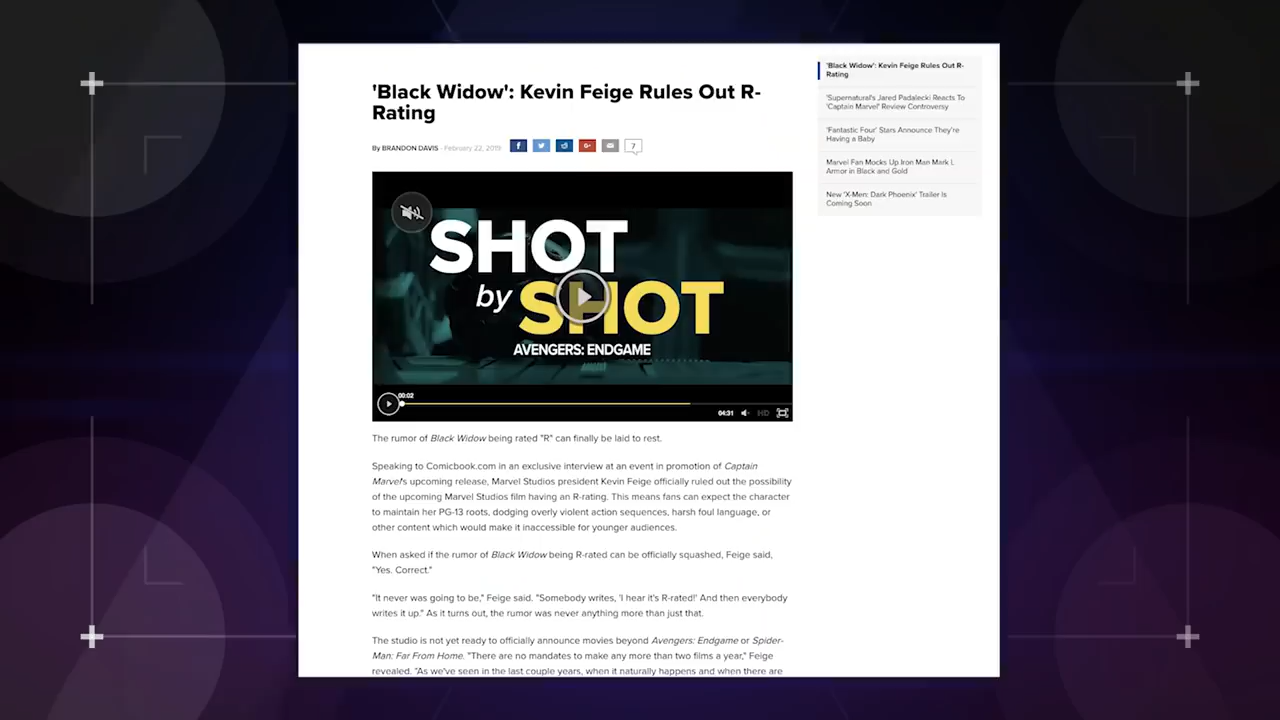 'Black Widow': Kevin Feige Rules Out R-
Rating
By BRANDON DAVIS - February 22, 2019
7
SHOT
by SHOT
AVENGERS: ENDGAME
00:02
04:31
HD
The rumor of Black Widow being rated "R" can finally be laid to rest.
Speaking to Comicbook.com in an exclusive interview at an event in promotion of Captain
Marvel's upcoming release, Marvel Studios president Kevin Feige officially ruled out the possibility
of the upcoming Marvel Studios film having an R-rating. This means fans can expect the character
to maintain her PG-13 roots, dodging overly violent action sequences, harsh foul language, or
other content which would make it inaccessible for younger audiences.
When asked if the rumor of Black Widow being R-rated can be officially squashed, Feige said,
"Yes. Correct."
"It never was going to be," Feige said. "Somebody writes, 'I hear it's R-rated!' And then everybody
writes it up." As it turns out, the rumor was never anything more than just that.
The studio is not yet ready to officially announce movies beyond Avengers: Endgame or Spider-
Man: Far From Home. "There are no mandates to make any more than two films a year," Feige
revealed. "As we've seen in the last couple years, when it naturally happens and when there are
'Black Widow': Kevin Feige Rules Out R-
Rating
'Supernatural's Jared Padalecki Reacts To
'Captain Marvel' Review Controversy
'Fantastic Four' Stars Announce They're
Having a Baby
Marvel Fan Mocks Up Iron Man Mark L
Armor in Black and Gold
New 'X-Men: Dark Phoenix' Trailer Is
Coming Soon